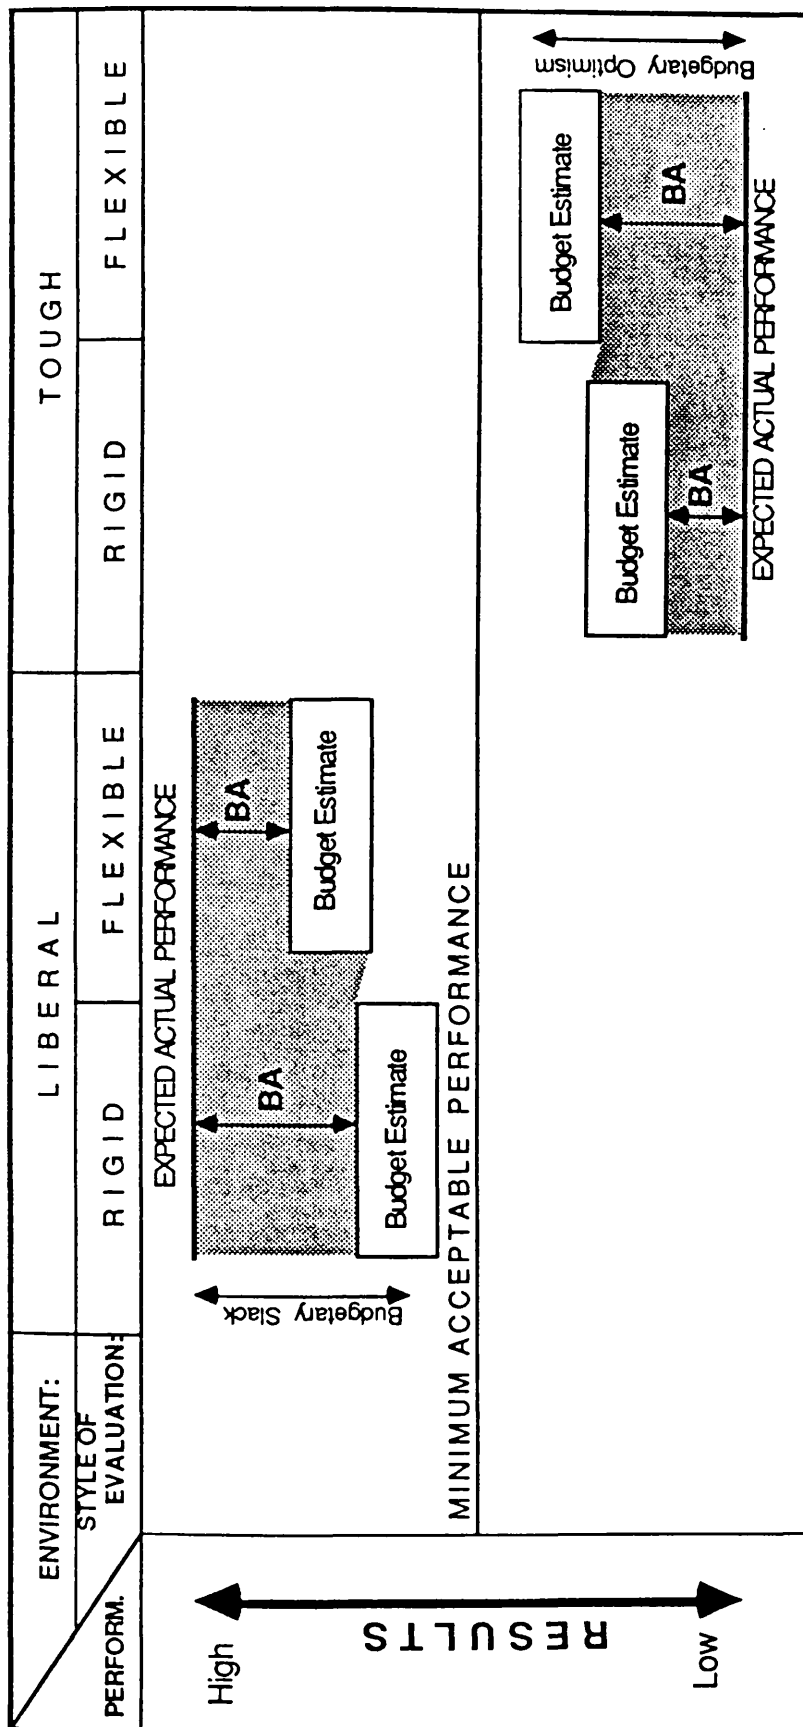 ENVIRONMENT:
LIBERAL
TOUGH
STYLE OF
EVALUATION:
RIGID
FLEXIBLE
RIGID
FLEXIBLE
PERFORM.
High
RESULTS
Low
EXPECTED ACTUAL PERFORMANCE
Budgetary Slack
BA
BA
Budget Estimate
Budget Estimate
MINIMUM ACCEPTABLE PERFORMANCE
Budget Estimate
Budget Estimate
BA
BA
Budgetary Optimism
EXPECTED ACTUAL PERFORMANCE